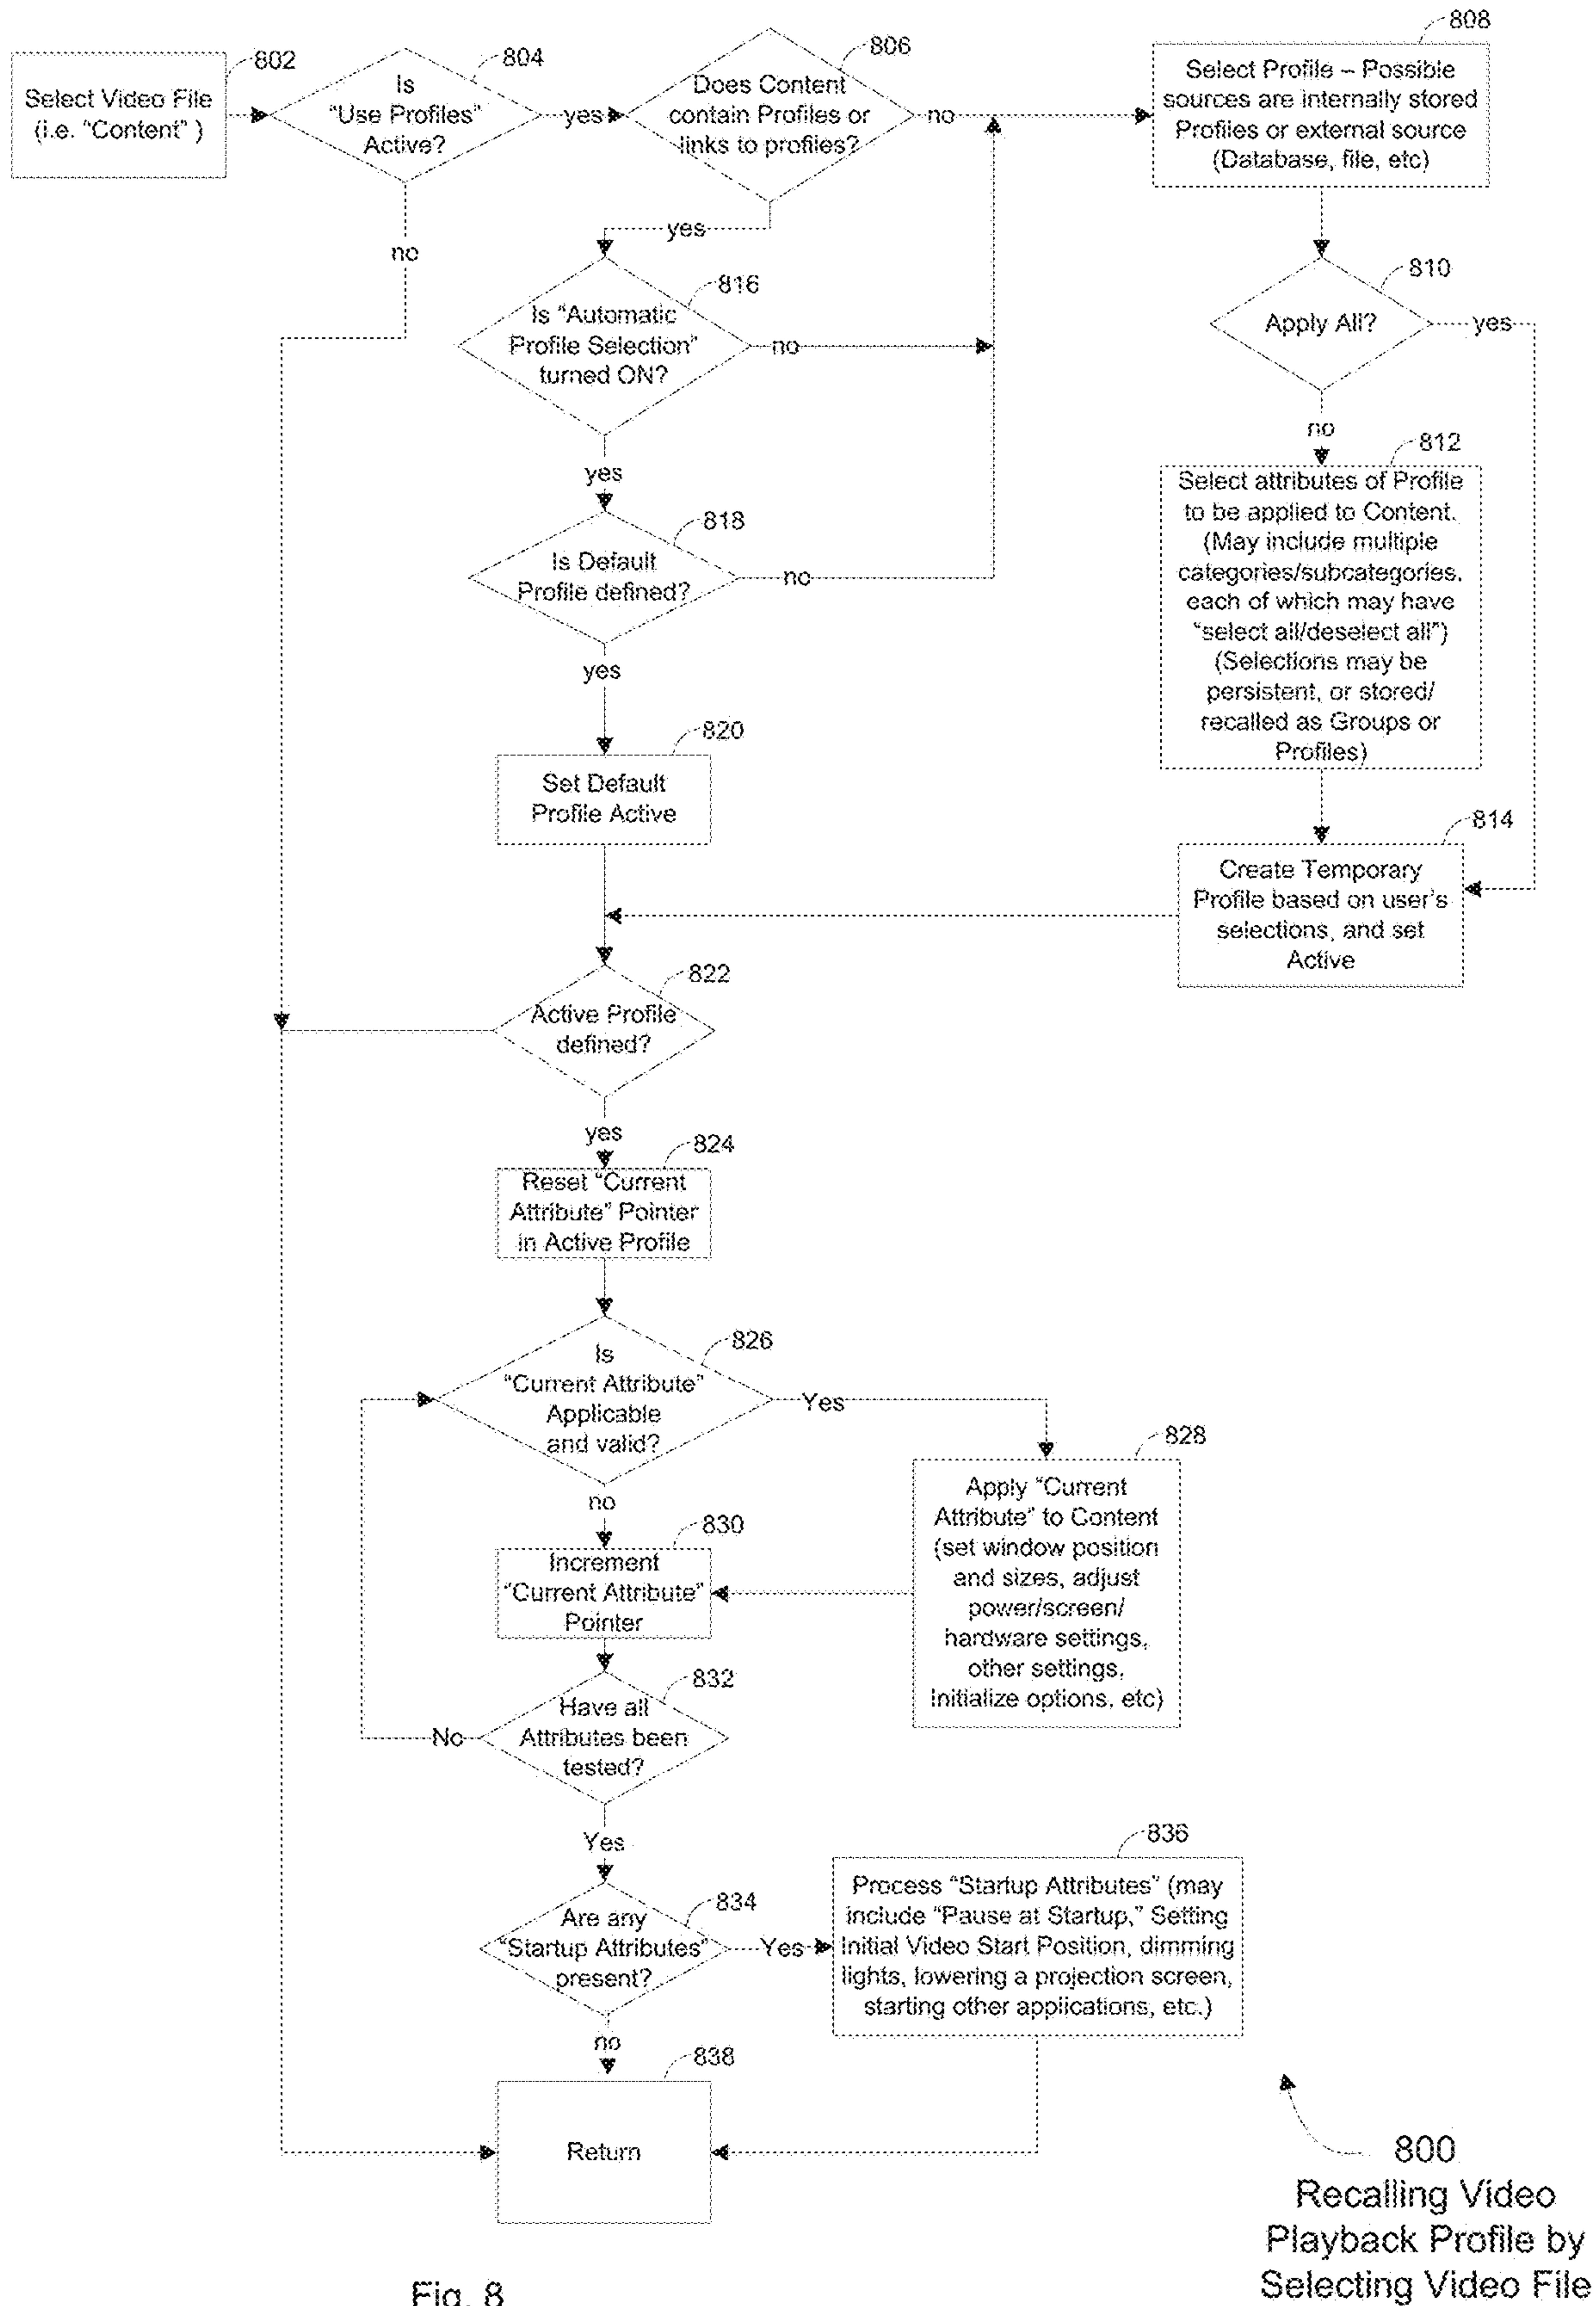 802
Select Video File
(i.e. “Content” )
804
Is
“Use Profiles”
Active?
yes
no
806
Does Content
contain Profiles or
links to profiles?
no
yes
808
Select Profile – Possible
sources are internally stored
Profiles or external source
(Database, file, etc)
810
Apply All?
yes
no
812
Select attributes of Profile
to be applied to Content.
(May include multiple
categories/subcategories,
each of which may have
“select all/deselect all”)
(Selections may be
persistent, or stored/
recalled as Groups or
Profiles)
814
Create Temporary
Profile based on user’s
selections, and set
Active
816
Is “Automatic
Profile Selection”
turned ON?
no
yes
818
Is Default
Profile defined?
no
yes
820
Set Default
Profile Active
822
Active Profile
defined?
yes
824
Reset “Current
Attribute” Pointer
in Active Profile
826
Is
“Current Attribute”
Applicable
and valid?
Yes
no
828
Apply “Current
Attribute” to Content
(set window position
and sizes, adjust
power/screen/
hardware settings,
other settings,
Initialize options, etc)
830
Increment
“Current Attribute”
Pointer
832
Have all
Attributes been
tested?
No
Yes
834
Are any
“Startup Attributes”
present?
Yes
no
836
Process “Startup Attributes” (may
include “Pause at Startup,” Setting
Initial Video Start Position, dimming
lights, lowering a projection screen,
starting other applications, etc.)
838
Return
800
Recalling Video
Playback Profile by
Selecting Video File
Fig. 8